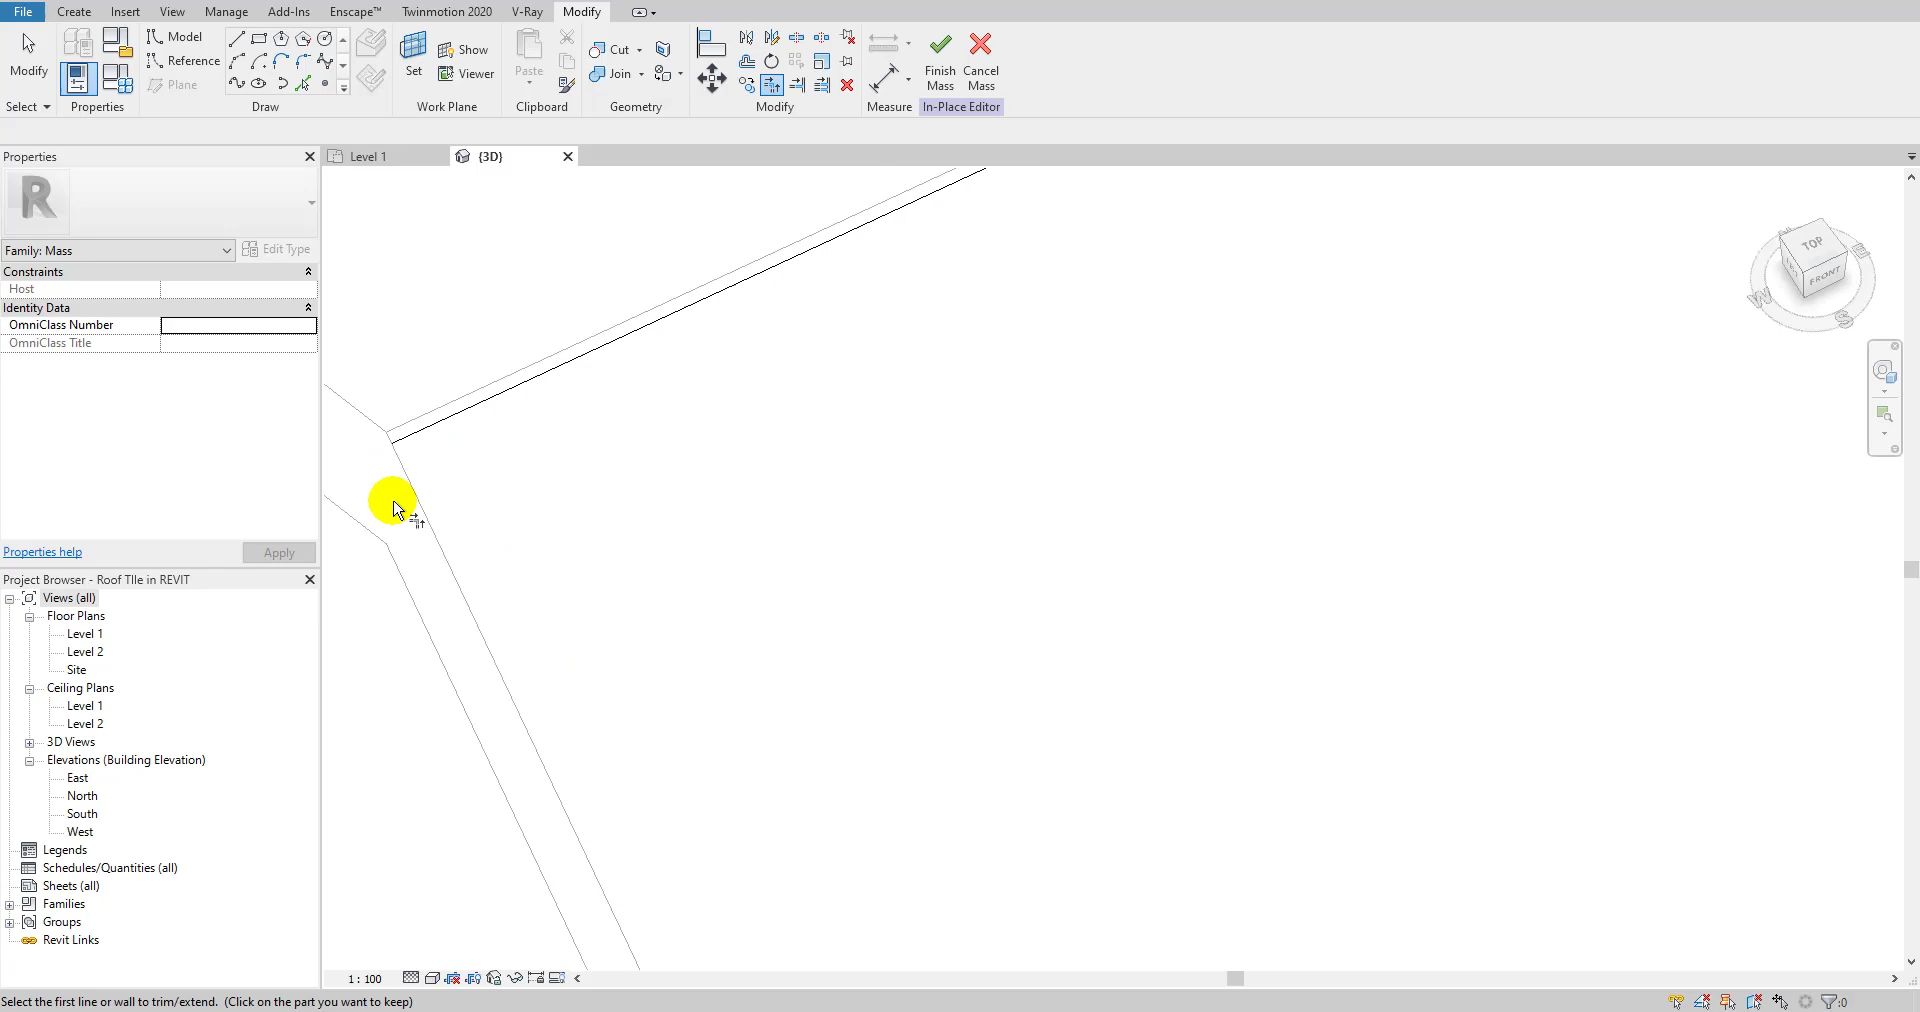 File Create Insert View Manage Add-Ins Enscape™ Twinmotion 2020 V-Ray Modify
Modify
Select
Properties
Model
Reference
Plane
Draw
Set
Show
Viewer
Work Plane
Paste
Clipboard
Cut
Join
Geometry
Modify
Measure
Finish Mass
Cancel Mass
In-Place Editor
Properties
Level 1
{3D}
R
Family: Mass
Edit Type
Constraints
Host
Identity Data
OmniClass Number
OmniClass Title
Properties help
Apply
TOP
FRONT
W
S
E
Project Browser - Roof TIle in REVIT
Views (all)
Floor Plans
Level 1
Level 2
Site
Ceiling Plans
Level 1
Level 2
3D Views
Elevations (Building Elevation)
East
North
South
West
Legends
Schedules/Quantities (all)
Sheets (all)
Families
Groups
Revit Links
1 : 100
Select the first line or wall to trim/extend. (Click on the part you want to keep)
:0